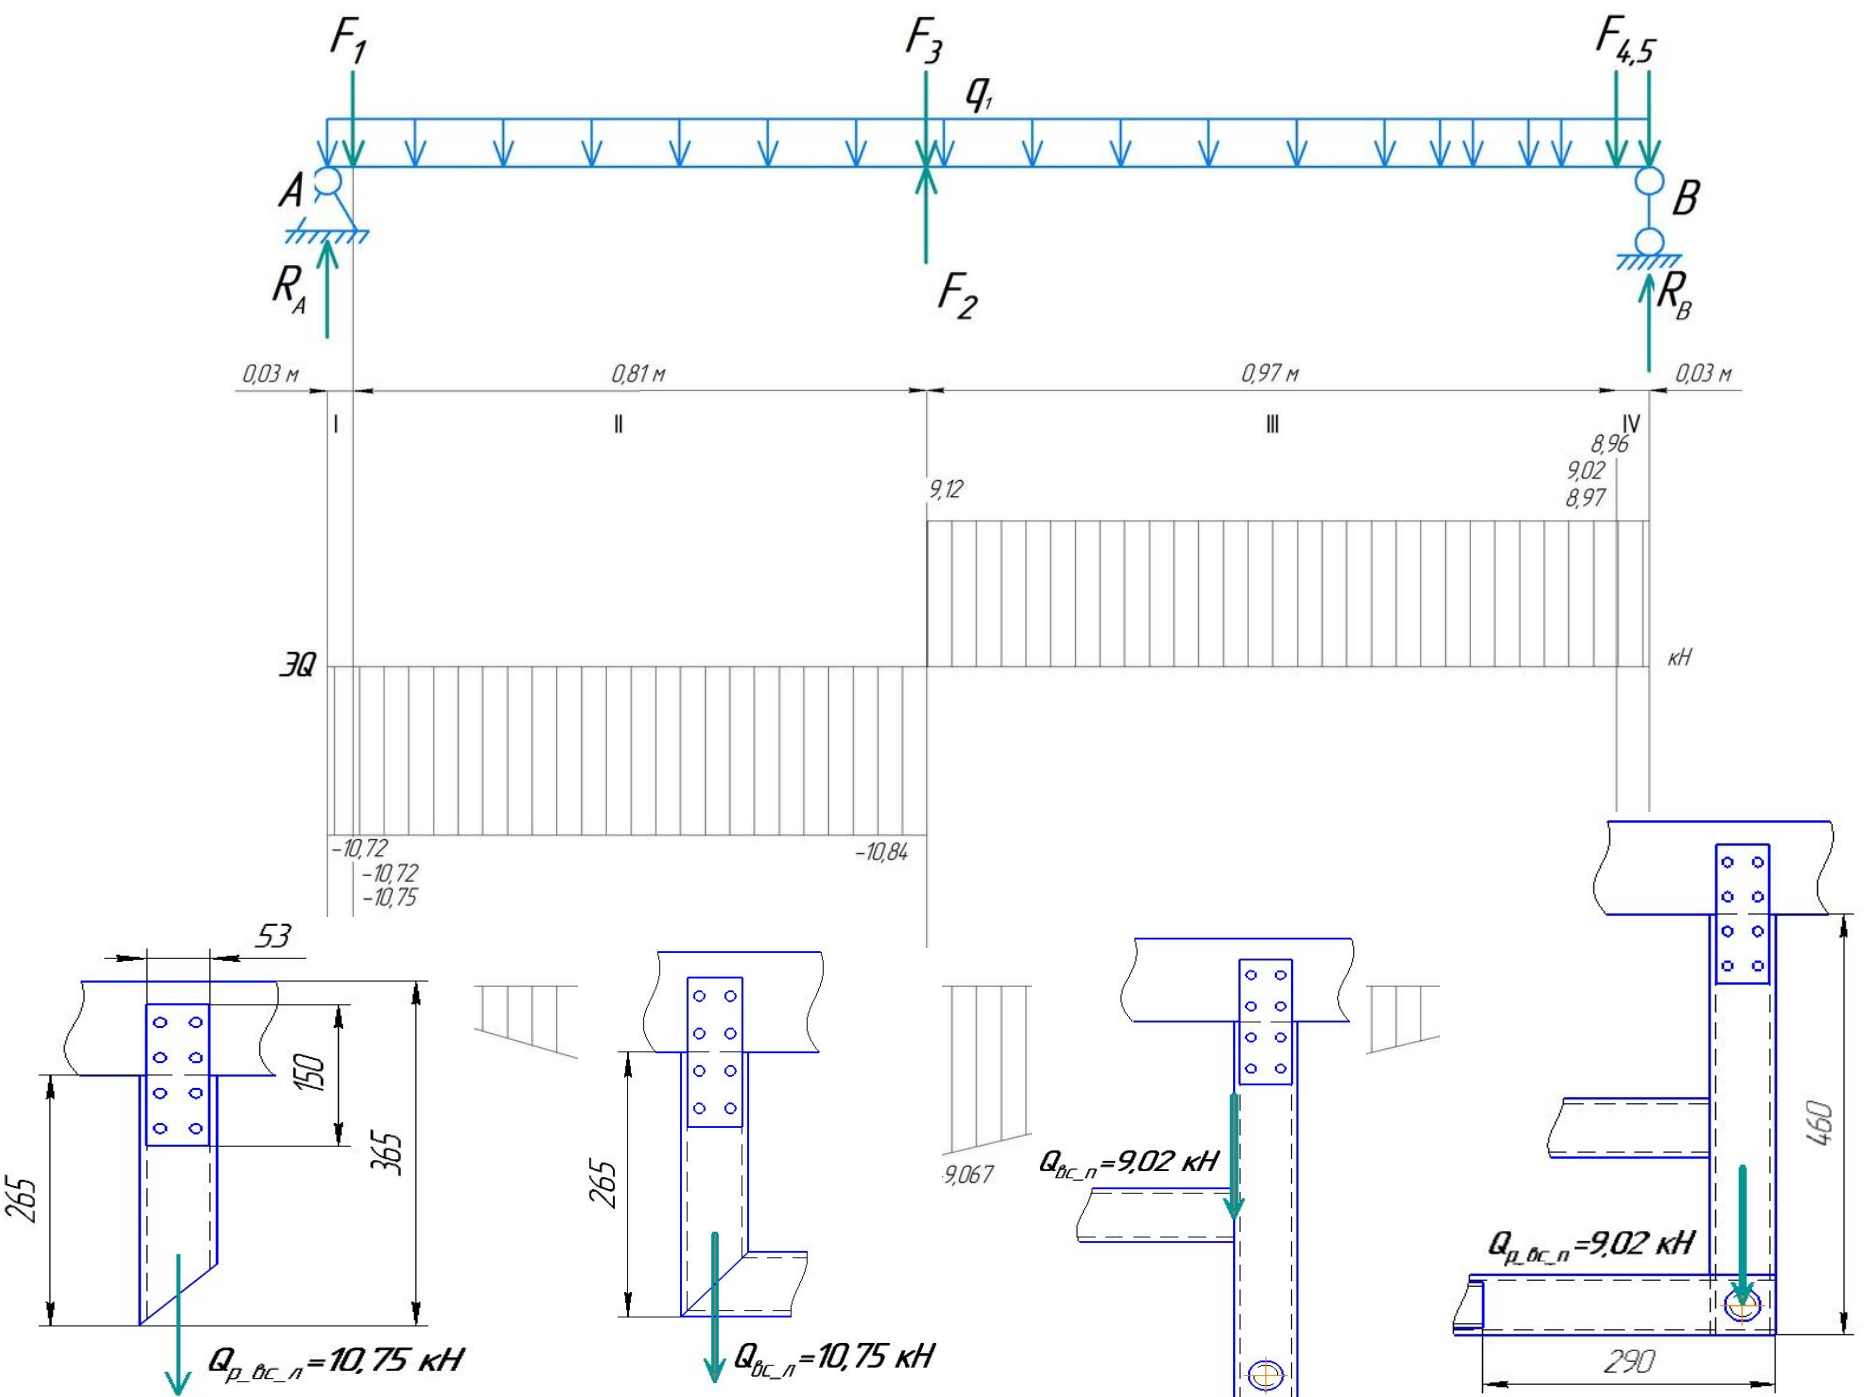 F₁
F₃
F₄,₅
q₁
A
B
R_A
F₂
R_B
0,03 м
0,81 м
0,97 м
0,03 м
I
II
III
IV
8,96
9,02
8,97
9,12
ЭQ
кН
-10,72
-10,72
-10,75
-10,84
53
150
365
265
Qр_вс_л=10,75 кН
265
Qвс_л=10,75 кН
-9,067
Qвс_п=9,02 кН
460
Qр_вс_п=9,02 кН
290